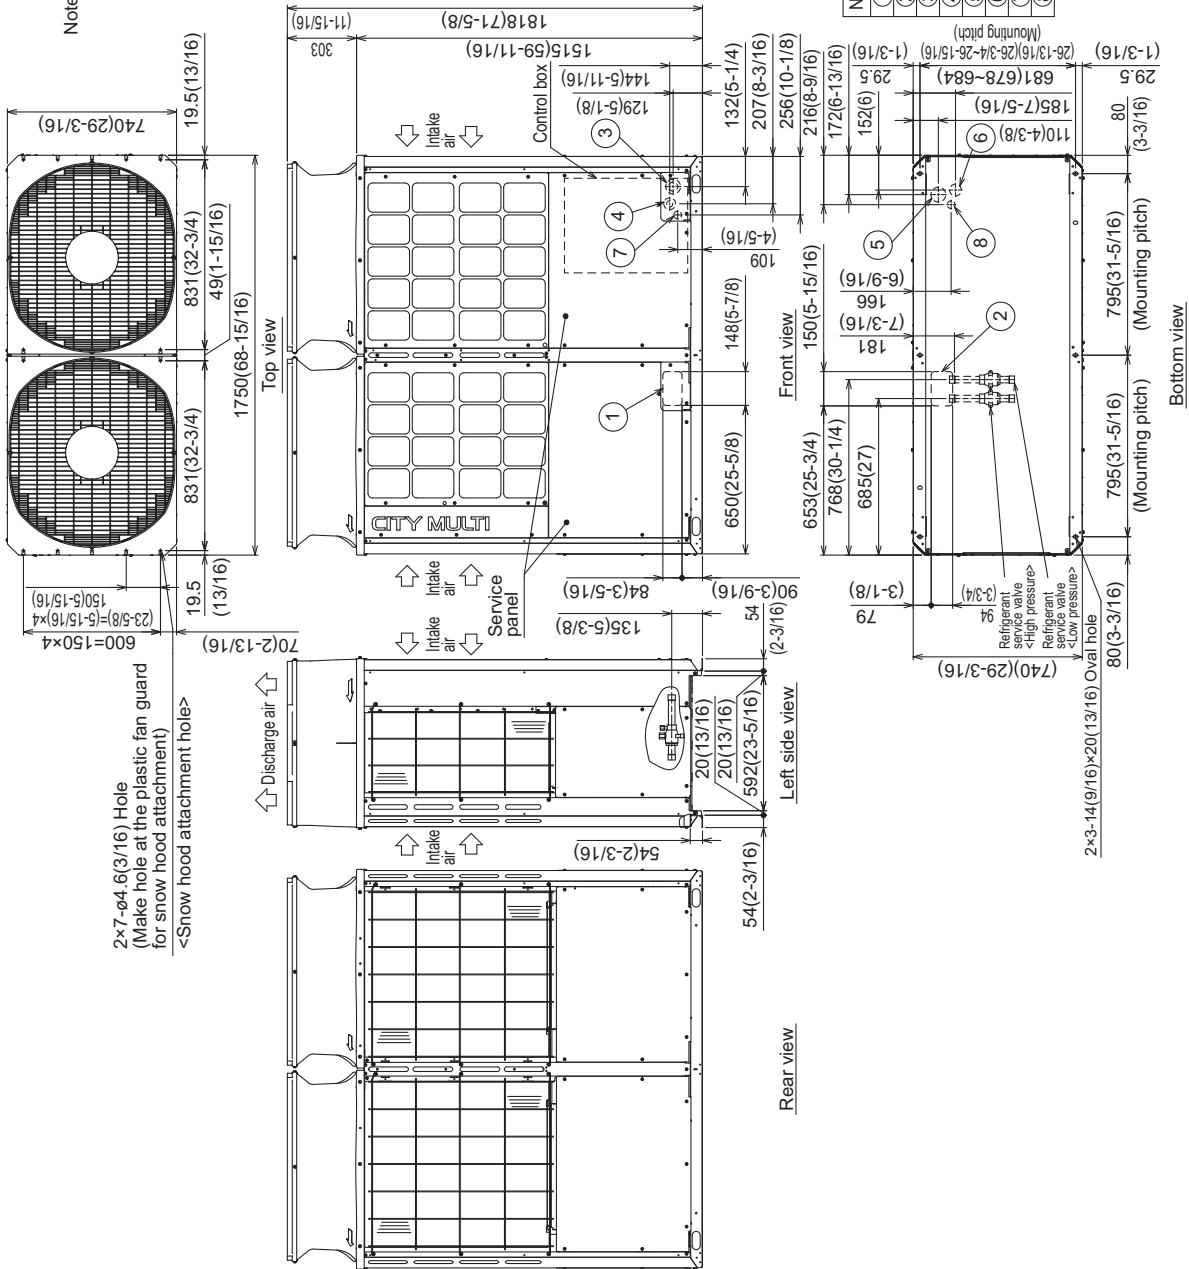 Note
740(29-3/16)
19.5(13/16)
831(32-3/4)
49(1-15/16)
1750(68-15/16)
831(32-3/4)
19.5
(13/16)
600=150×4
(23-5/8)=(5-15/16)×4
150(5-15/16)
70(2-13/16)
2×7-ø4.6(3/16) Hole
(Make hole at the plastic fan guard
for snow hood attachment)
<Snow hood attachment hole>
Top view
1818(71-5/8)
303
(11-15/16)
1515(59-11/16)
Intake
air
Control box
144(5-11/16)
129(5-1/8)
132(5-1/4)
207(8-3/16)
256(10-1/8)
3
4
7
109
(4-5/16)
148(5-7/8)
1
650(25-5/8)
CITY MULTI
Intake
air
Service
panel
84(3-5/16)
90(3-9/16)
Front view
Discharge air
Intake
air
135(5-3/8)
54
(2-3/16)
20(13/16)
20(13/16)
592(23-5/16)
Intake
air
54(2-3/16)
54(2-3/16)
Left side view
Rear view
(1-3/16)
29.5
681(678~684)
(26-13/16)(26-3/4~26-15/16)
(Mounting pitch)
(1-3/16)
29.5
216(8-9/16)
172(6-13/16)
152(6)
185(7-5/16)
110(4-3/8)
80
(3-3/16)
5
6
8
166
(6-9/16)
181
(7-3/16)
150(5-15/16)
2
795(31-5/16)
(Mounting pitch)
795(31-5/16)
(Mounting pitch)
653(25-3/4)
768(30-1/4)
685(27)
79
(3-1/8)
94
(3-3/4)
Refrigerant
service valve
<High pressure>
Refrigerant
service valve
<Low pressure>
(740)(29-3/16)
80(3-3/16)
2×3-14(9/16)×20(13/16) Oval hole
Bottom view